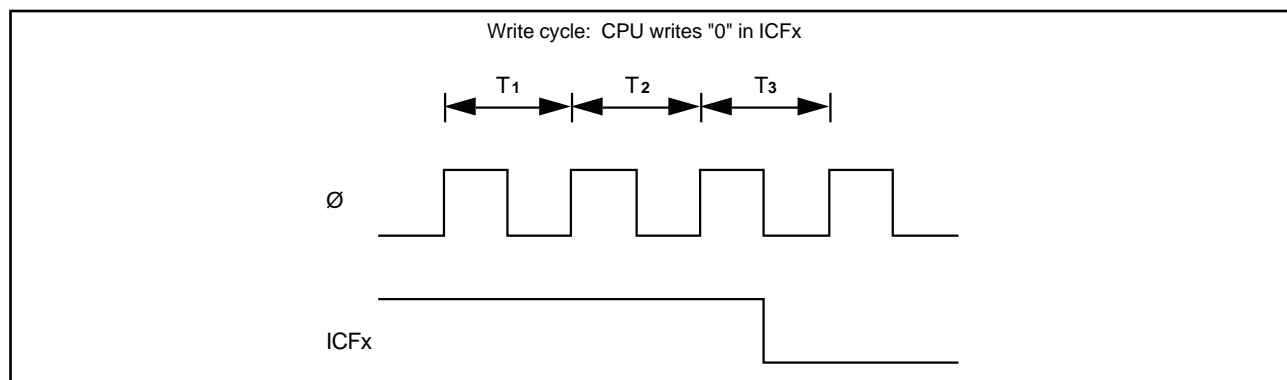 Write cycle:  CPU writes "0" in ICFx
T1 T2 T3
Ø
ICFx